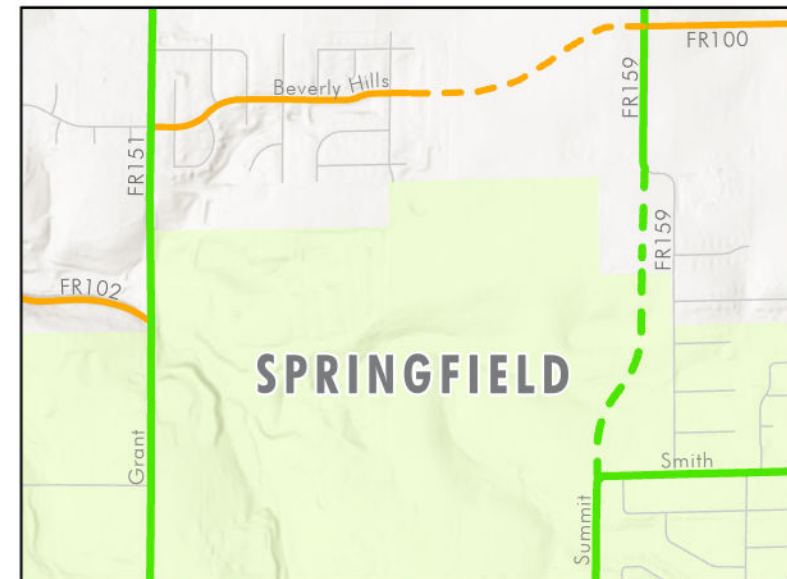 FR100
Beverly Hills
FR159
FR151
FR159
FR102
SPRINGFIELD
Grant
Smith
Summit